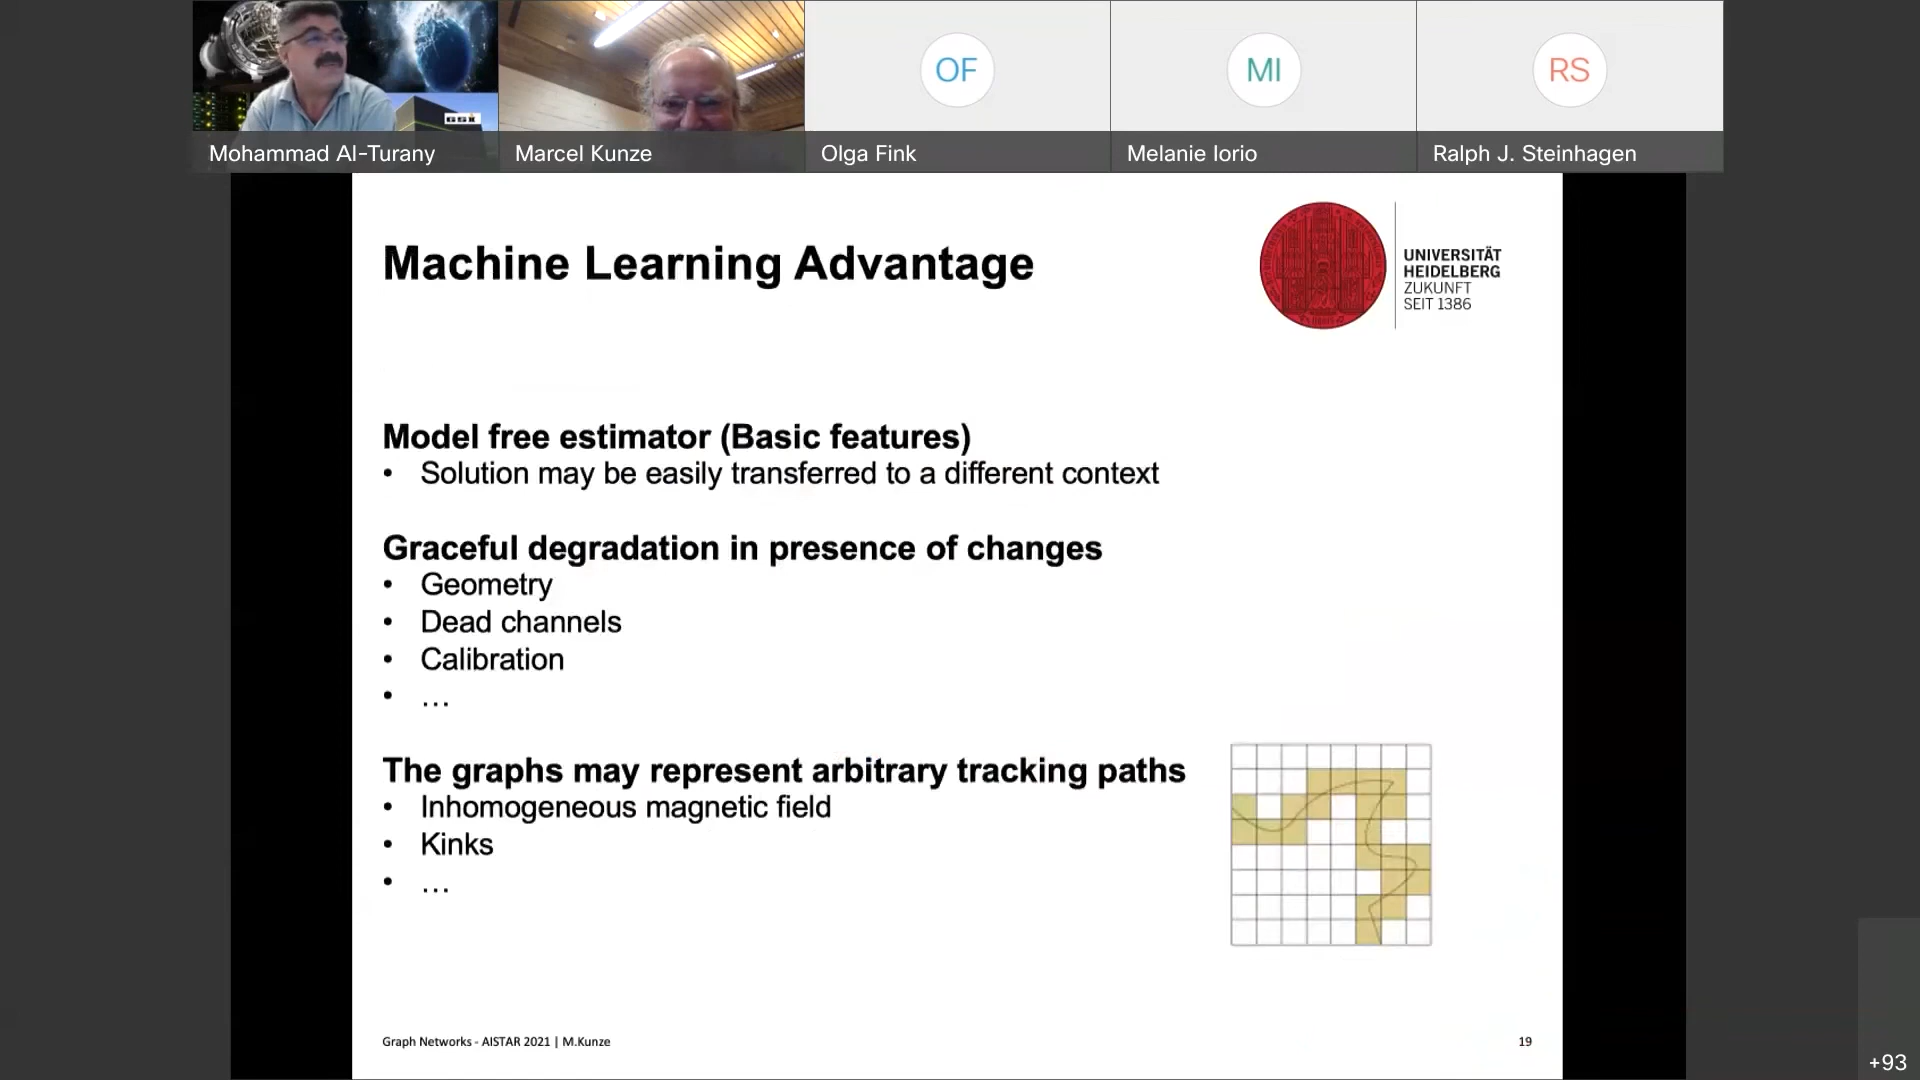 GSI
OF
MI
RS
Mohammad Al-Turany
Marcel Kunze
Olga Fink
Melanie Iorio
Ralph J. Steinhagen
Machine Learning Advantage
UNIVERSITÄT
HEIDELBERG
ZUKUNFT
SEIT 1386
Model free estimator (Basic features)
• Solution may be easily transferred to a different context
Graceful degradation in presence of changes
• Geometry
• Dead channels
• Calibration
• …
The graphs may represent arbitrary tracking paths
• Inhomogeneous magnetic field
• Kinks
• …
Graph Networks - AISTAR 2021 | M.Kunze
19
+93